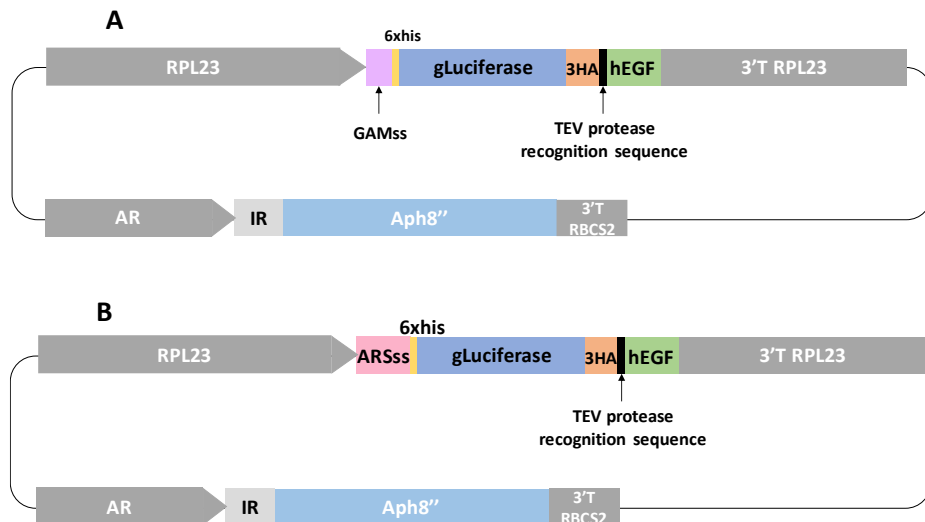 A
6xhis
RPL23
gLuciferase
3HA
hEGF
3'T RPL23
GAMss
TEV protease
recognition sequence
AR
IR
Aph8''
3'T
RBCS2
B
6xhis
RPL23
ARSss
gLuciferase
3HA
hEGF
3'T RPL23
TEV protease
recognition sequence
AR
IR
Aph8''
3'T
RBCS2